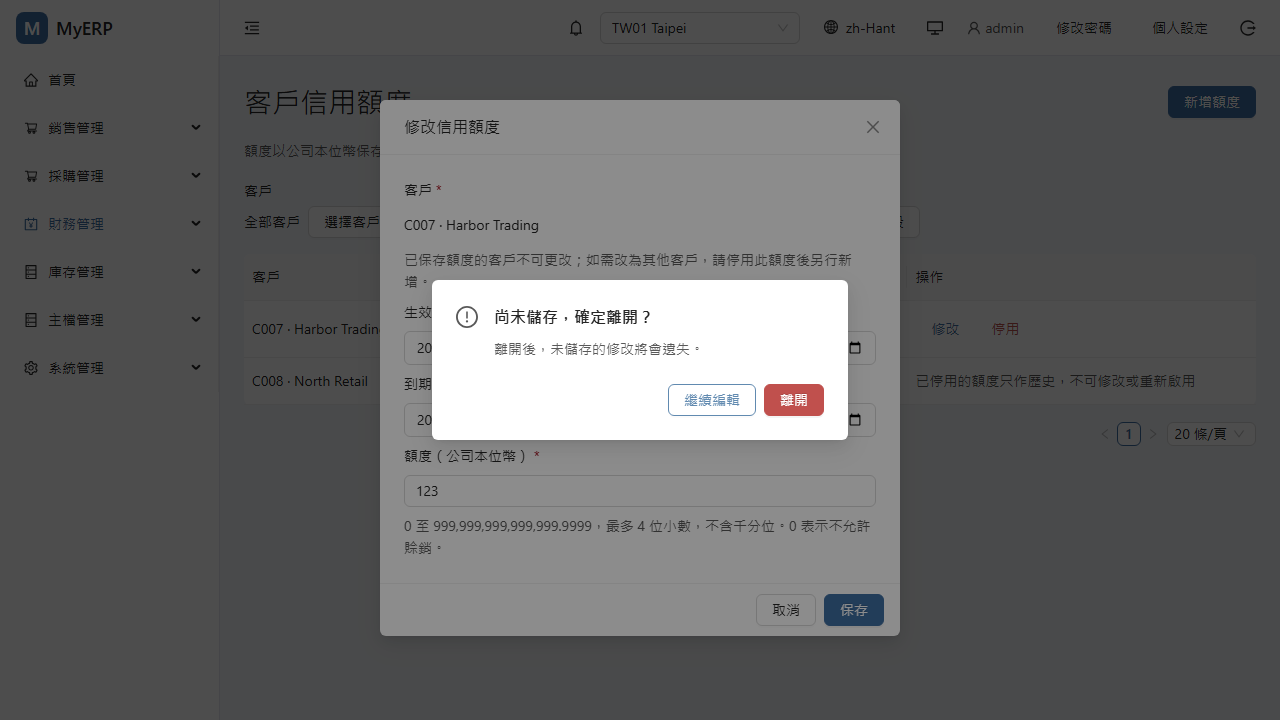 M MyERP
TW01 Taipei
zh-Hant
admin
修改密碼
個人設定
首頁
銷售管理
採購管理
財務管理
庫存管理
主檔管理
系統管理
客戶信用額度
新增額度
額度以公司本位幣保存
客戶
全部客戶
選擇客戶
客戶
操作
C007 · Harbor Trading
修改
停用
C008 · North Retail
已停用的額度只作歷史，不可修改或重新啟用
1
20 條/頁
修改信用額度
客戶 *
C007 · Harbor Trading
已保存額度的客戶不可更改；如需改為其他客戶，請停用此額度後另行新
增。
生效
20
到期
20
額度（公司本位幣） *
123
0 至 999,999,999,999,999.9999，最多 4 位小數，不含千分位。0 表示不允許
賒銷。
取消
保存
尚未儲存，確定離開？
離開後，未儲存的修改將會遺失。
繼續編輯
離開